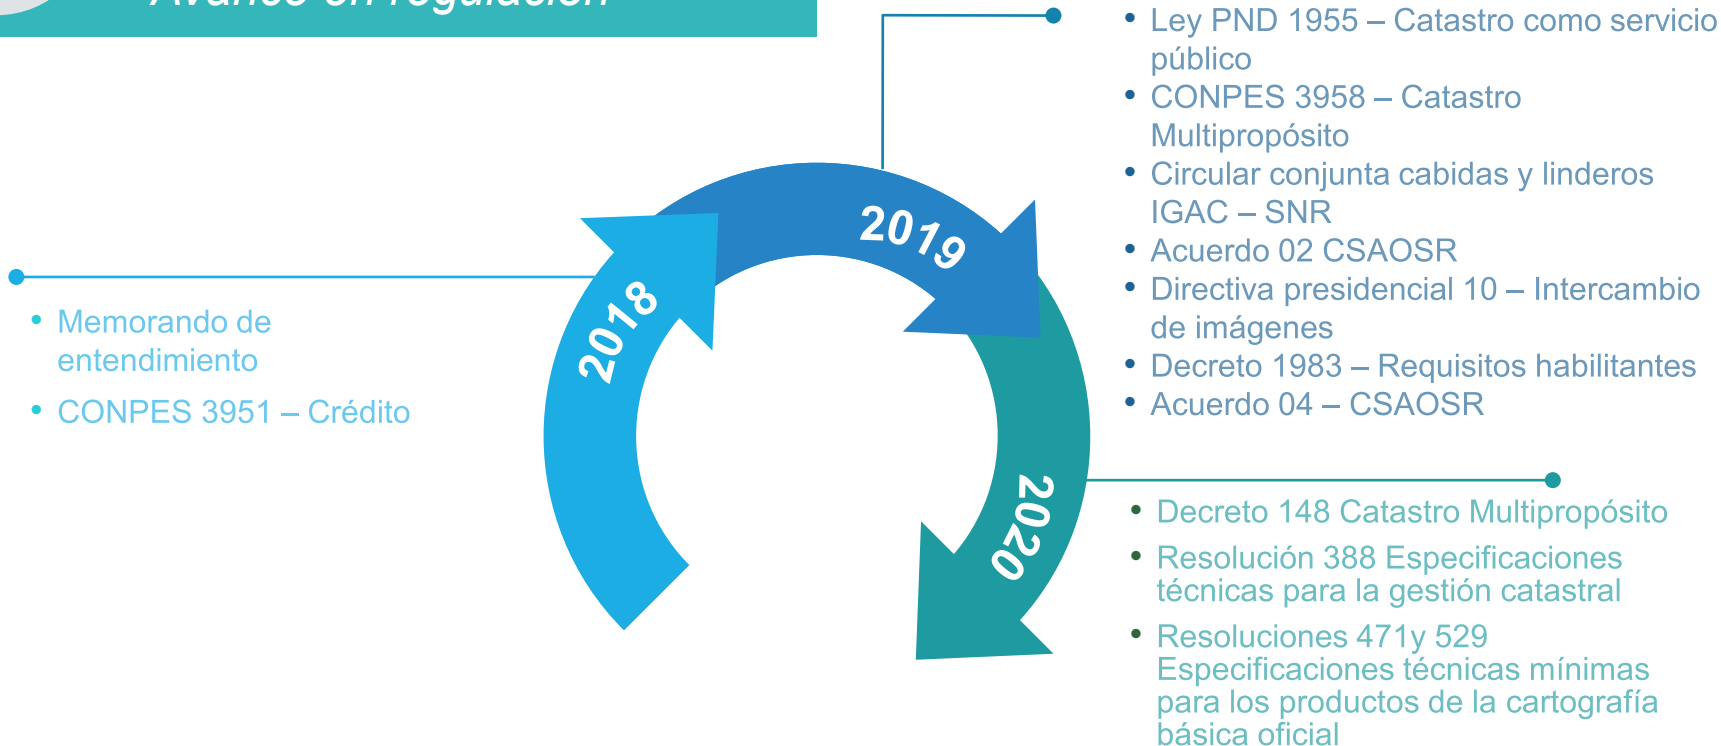 Avance en regulación
2018
Memorando de
entendimiento
CONPES 3951 – Crédito
2019
Ley PND 1955 – Catastro como servicio
público
CONPES 3958 – Catastro
Multipropósito
Circular conjunta cabidas y linderos
IGAC – SNR
Acuerdo 02 CSAOSR
Directiva presidencial 10 – Intercambio
de imágenes
Decreto 1983 – Requisitos habilitantes
Acuerdo 04 – CSAOSR
2020
Decreto 148 Catastro Multipropósito
Resolución 388 Especificaciones
técnicas para la gestión catastral
Resoluciones 471y 529
Especificaciones técnicas mínimas
para los productos de la cartografía
básica oficial